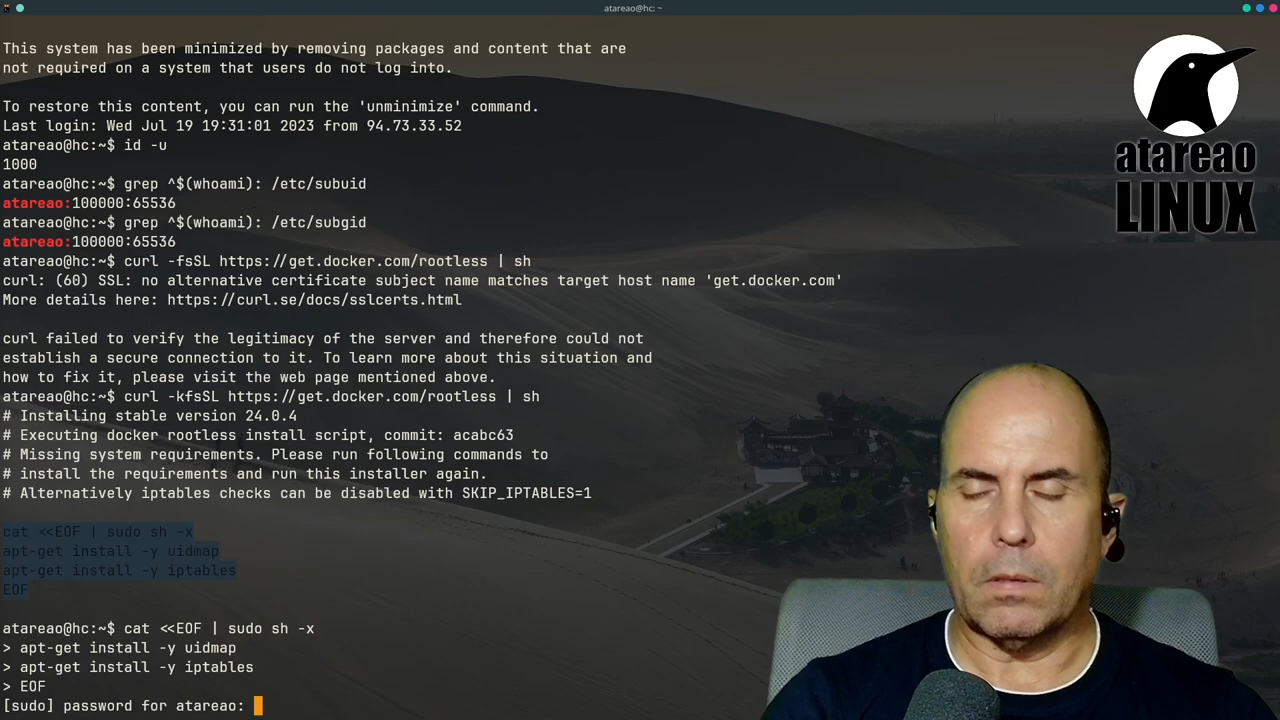 atareao@hc: ~
This system has been minimized by removing packages and content that are
not required on a system that users do not log into.
To restore this content, you can run the 'unminimize' command.
Last login: Wed Jul 19 19:31:01 2023 from 94.73.33.52
atareao@hc:~$ id -u
1000
atareao@hc:~$ grep ^$(whoami): /etc/subuid
atareao:100000:65536
atareao@hc:~$ grep ^$(whoami): /etc/subgid
atareao:100000:65536
atareao@hc:~$ curl -fsSL https://get.docker.com/rootless | sh
curl: (60) SSL: no alternative certificate subject name matches target host name 'get.docker.com'
More details here: https://curl.se/docs/sslcerts.html
curl failed to verify the legitimacy of the server and therefore could not
establish a secure connection to it. To learn more about this situation and
how to fix it, please visit the web page mentioned above.
atareao@hc:~$ curl -kfsSL https://get.docker.com/rootless | sh
# Installing stable version 24.0.4
# Executing docker rootless install script, commit: acabc63
# Missing system requirements. Please run following commands to
# install the requirements and run this installer again.
# Alternatively iptables checks can be disabled with SKIP_IPTABLES=1
cat <<EOF | sudo sh -x
apt-get install -y uidmap
apt-get install -y iptables
EOF
atareao@hc:~$ cat <<EOF | sudo sh -x
> apt-get install -y uidmap
> apt-get install -y iptables
> EOF
[sudo] password for atareao:
atareao
LINUX